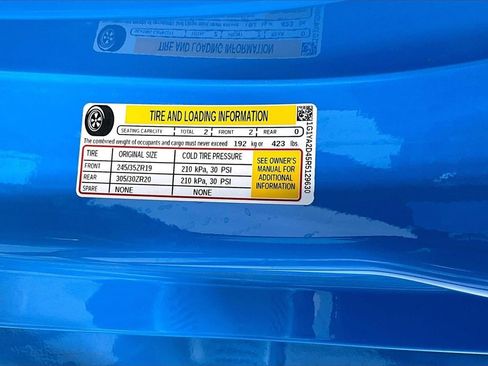 TIRE AND LOADING INFORMATION
SEATING CAPACITY TOTAL 2 FRONT 2 REAR 0
The combined weight of occupants and cargo must never exceed 192 kg or 423 lbs.
TIRE ORIGINAL SIZE COLD TIRE PRESSURE
FRONT 245/35ZR19 210 kPa, 30 PSI
REAR 305/30ZR20 210 kPa, 30 PSI
SPARE NONE NONE
SEE OWNER'S
MANUAL FOR
ADDITIONAL
INFORMATION
1G1YA2D45R5129630
TIRE AND LOADING INFORMATION